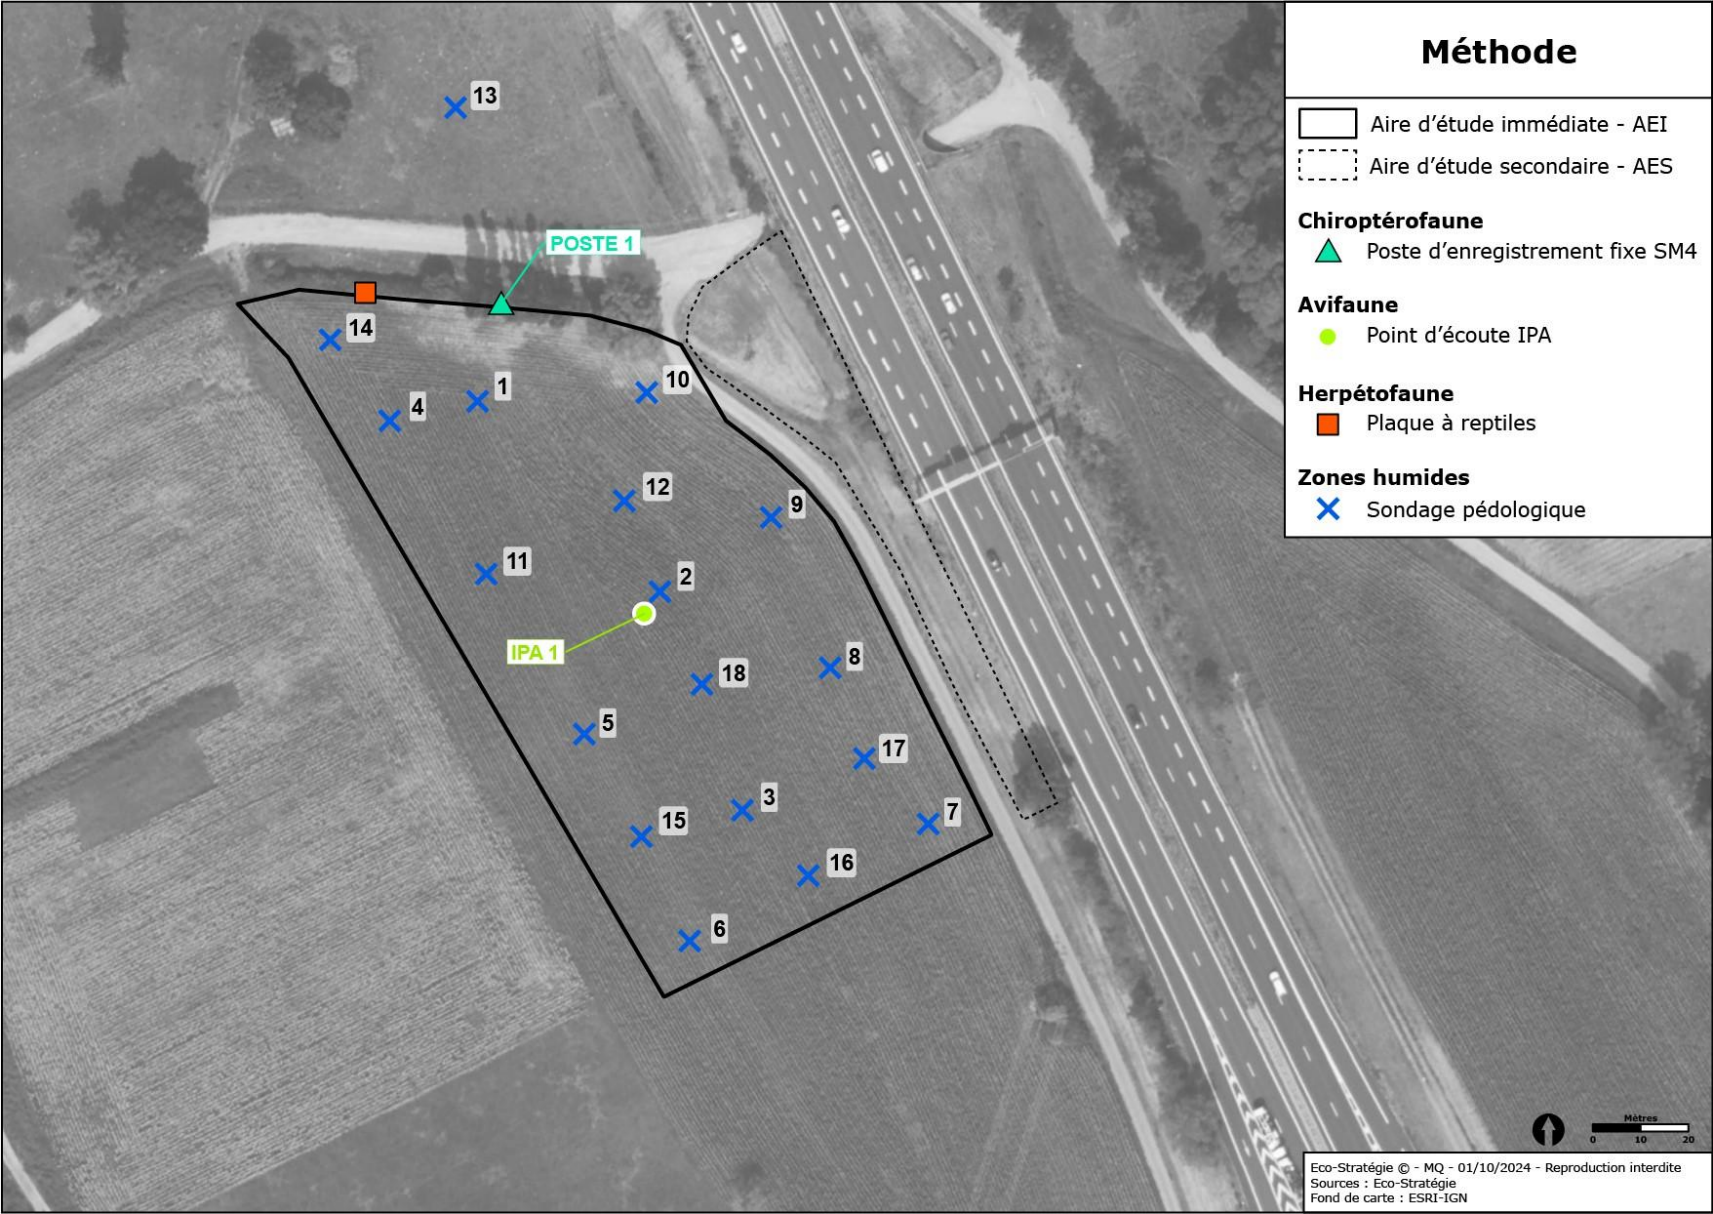 Méthode
Aire d'étude immédiate - AEI
Aire d'étude secondaire - AES
Chiroptérofaune
Poste d'enregistrement fixe SM4
Avifaune
Point d'écoute IPA
Herpétofaune
Plaque à reptiles
Zones humides
Sondage pédologique
13
POSTE 1
14
10
1
4
12
9
11
2
IPA 1
8
18
5
17
3
7
15
16
6
Mètres
0 10 20
Eco-Stratégie © - MQ - 01/10/2024 - Reproduction interdite
Sources : Eco-Stratégie
Fond de carte : ESRI-IGN